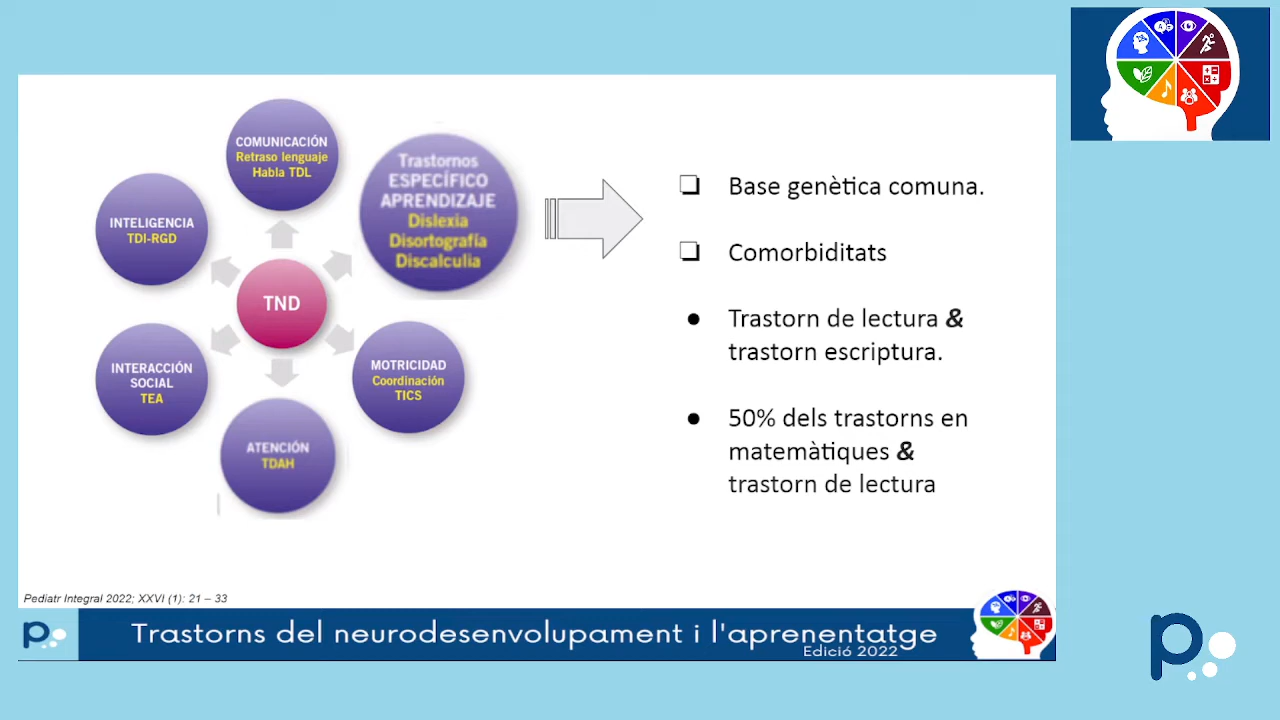 COMUNICACIÓN
Retraso lenguaje
Habla TDL
Trastornos
ESPECÍFICO
APRENDIZAJE
Dislexia
Disortografía
Discalculia
INTELIGENCIA
TDI-RGD
TND
INTERACCIÓN
SOCIAL
TEA
MOTRICIDAD
Coordinación
TICS
ATENCIÓN
TDAH
Base genètica comuna.
Comorbiditats
Trastorn de lectura &
trastorn escriptura.
50% dels trastorns en
matemàtiques &
trastorn de lectura
Pediatr Integral 2022; XXVI (1): 21 – 33
p
Trastorns del neurodesenvolupament i l'aprenentatge
Edició 2022
p